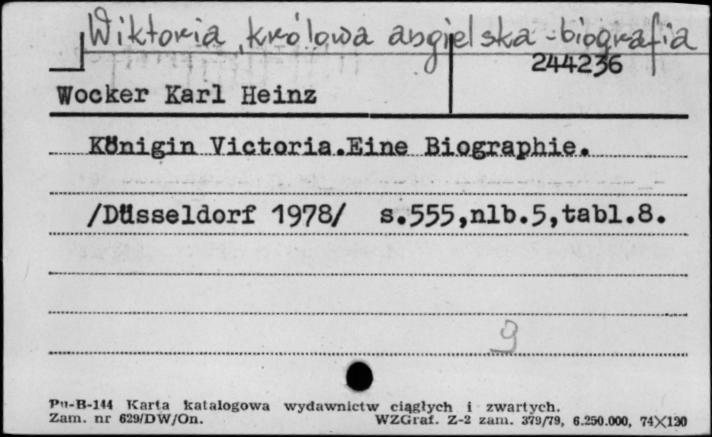 Wiktoria, królowa angielska - biografia
244236
Wocker Karl Heinz
Königin Victoria.Eine Biographie.
/Düsseldorf 1978/ s.555,nlb.5,tabl.8.
9
Pu-B-144 Karta katalogowa wydawnictw ciągłych i zwartych.
Zam. nr 629/DW/On. WZGraf. Z-2 zam. 379/79, 6.250.000, 74X120